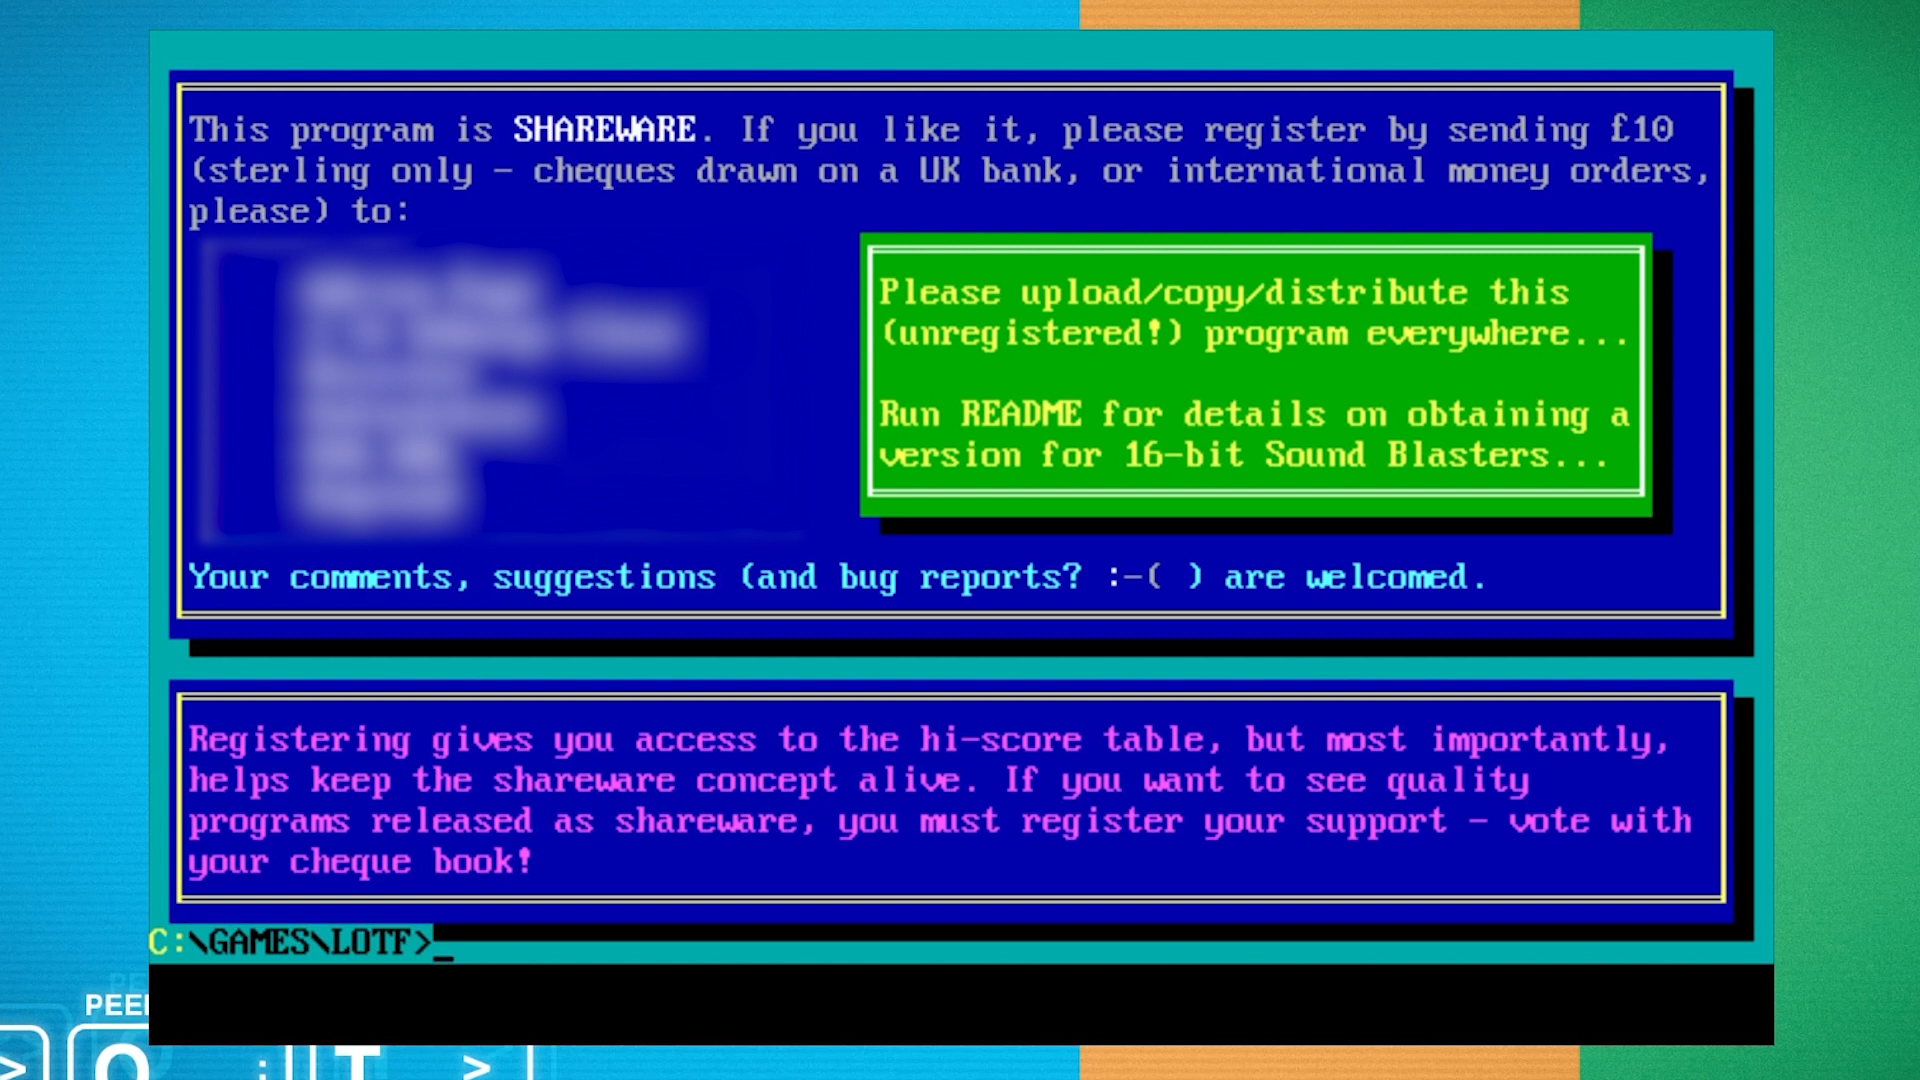 This program is SHAREWARE. If you like it, please register by sending £10
(sterling only - cheques drawn on a UK bank, or international money orders,
please) to:
Please upload/copy/distribute this
(unregistered!) program everywhere...
Run README for details on obtaining a
version for 16-bit Sound Blasters...
Your comments, suggestions (and bug reports? :-( ) are welcomed.
Registering gives you access to the hi-score table, but most importantly,
helps keep the shareware concept alive. If you want to see quality
programs released as shareware, you must register your support - vote with
your cheque book!
C:\GAMES\LOTF>_